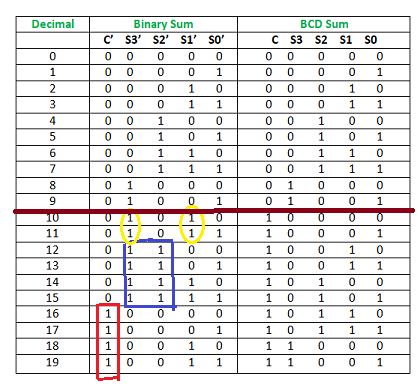 Decimal Binary Sum BCD Sum
C’ S3’ S2’ S1’ S0’ C S3 S2 S1 S0
0 0 0 0 0 0 0 0 0 0 0
1 0 0 0 0 1 0 0 0 0 1
2 0 0 0 1 0 0 0 0 1 0
3 0 0 0 1 1 0 0 0 1 1
4 0 0 1 0 0 0 0 1 0 0
5 0 0 1 0 1 0 0 1 0 1
6 0 0 1 1 0 0 0 1 1 0
7 0 0 1 1 1 0 0 1 1 1
8 0 1 0 0 0 0 1 0 0 0
9 0 1 0 0 1 0 1 0 0 1
10 0 1 0 1 0 1 0 0 0 0
11 0 1 0 1 1 1 0 0 0 1
12 0 1 1 0 0 1 0 0 1 0
13 0 1 1 0 1 1 0 0 1 1
14 0 1 1 1 0 1 0 1 0 0
15 0 1 1 1 1 1 0 1 0 1
16 1 0 0 0 0 1 0 1 1 0
17 1 0 0 0 1 1 0 1 1 1
18 1 0 0 1 0 1 1 0 0 0
19 1 0 0 1 1 1 1 0 0 1